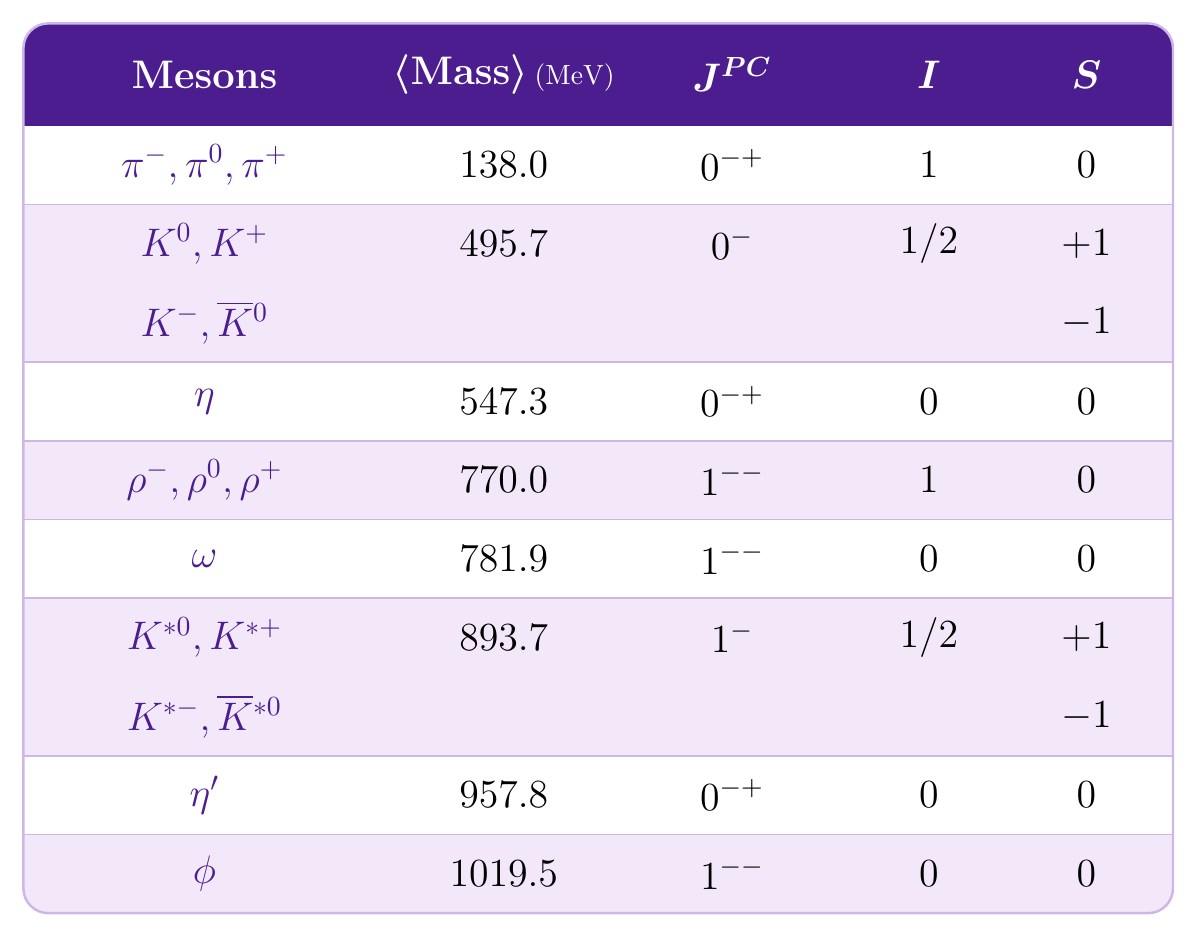 Mesons ⟨Mass⟩ (MeV) J^{PC} I S
π⁻, π⁰, π⁺ 138.0 0⁻⁺ 1 0
K⁰, K⁺ 495.7 0⁻ 1/2 +1
K⁻, K̅⁰ −1
η 547.3 0⁻⁺ 0 0
ρ⁻, ρ⁰, ρ⁺ 770.0 1⁻⁻ 1 0
ω 781.9 1⁻⁻ 0 0
K*⁰, K*⁺ 893.7 1⁻ 1/2 +1
K*⁻, K̅*⁰ −1
η′ 957.8 0⁻⁺ 0 0
ϕ 1019.5 1⁻⁻ 0 0